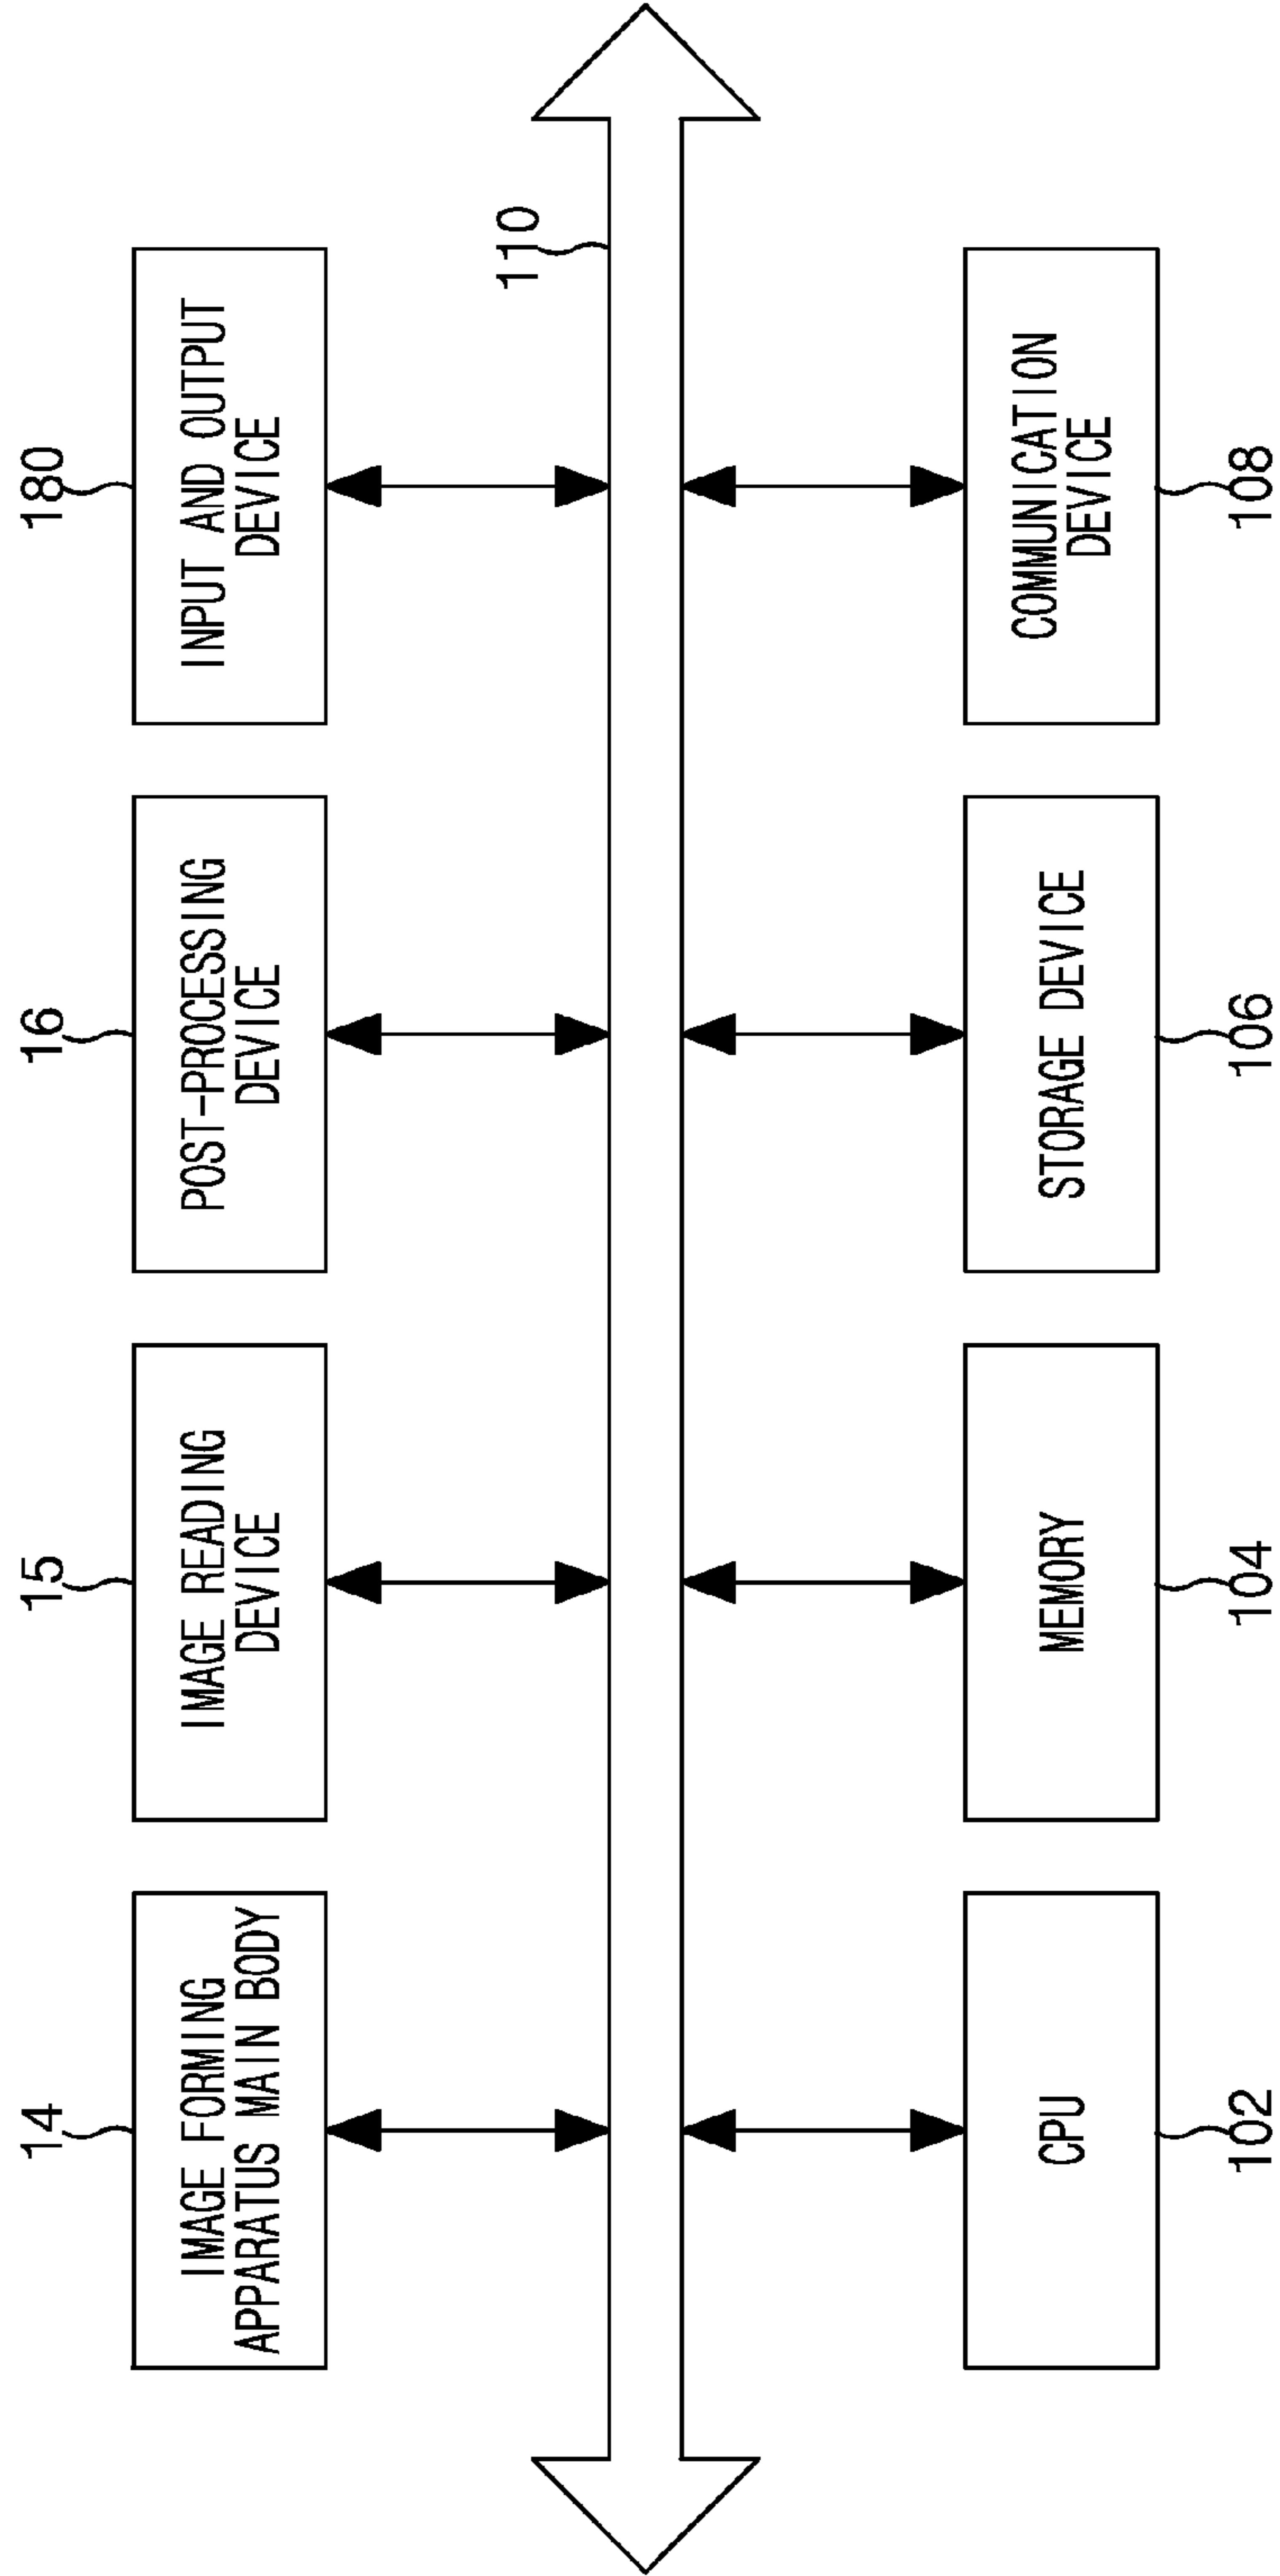 14
15
16
180
IMAGE FORMING
APPARATUS MAIN BODY
IMAGE READING
DEVICE
POST-PROCESSING
DEVICE
INPUT AND OUTPUT
DEVICE
110
CPU
MEMORY
STORAGE DEVICE
COMMUNICATION
DEVICE
102
104
106
108